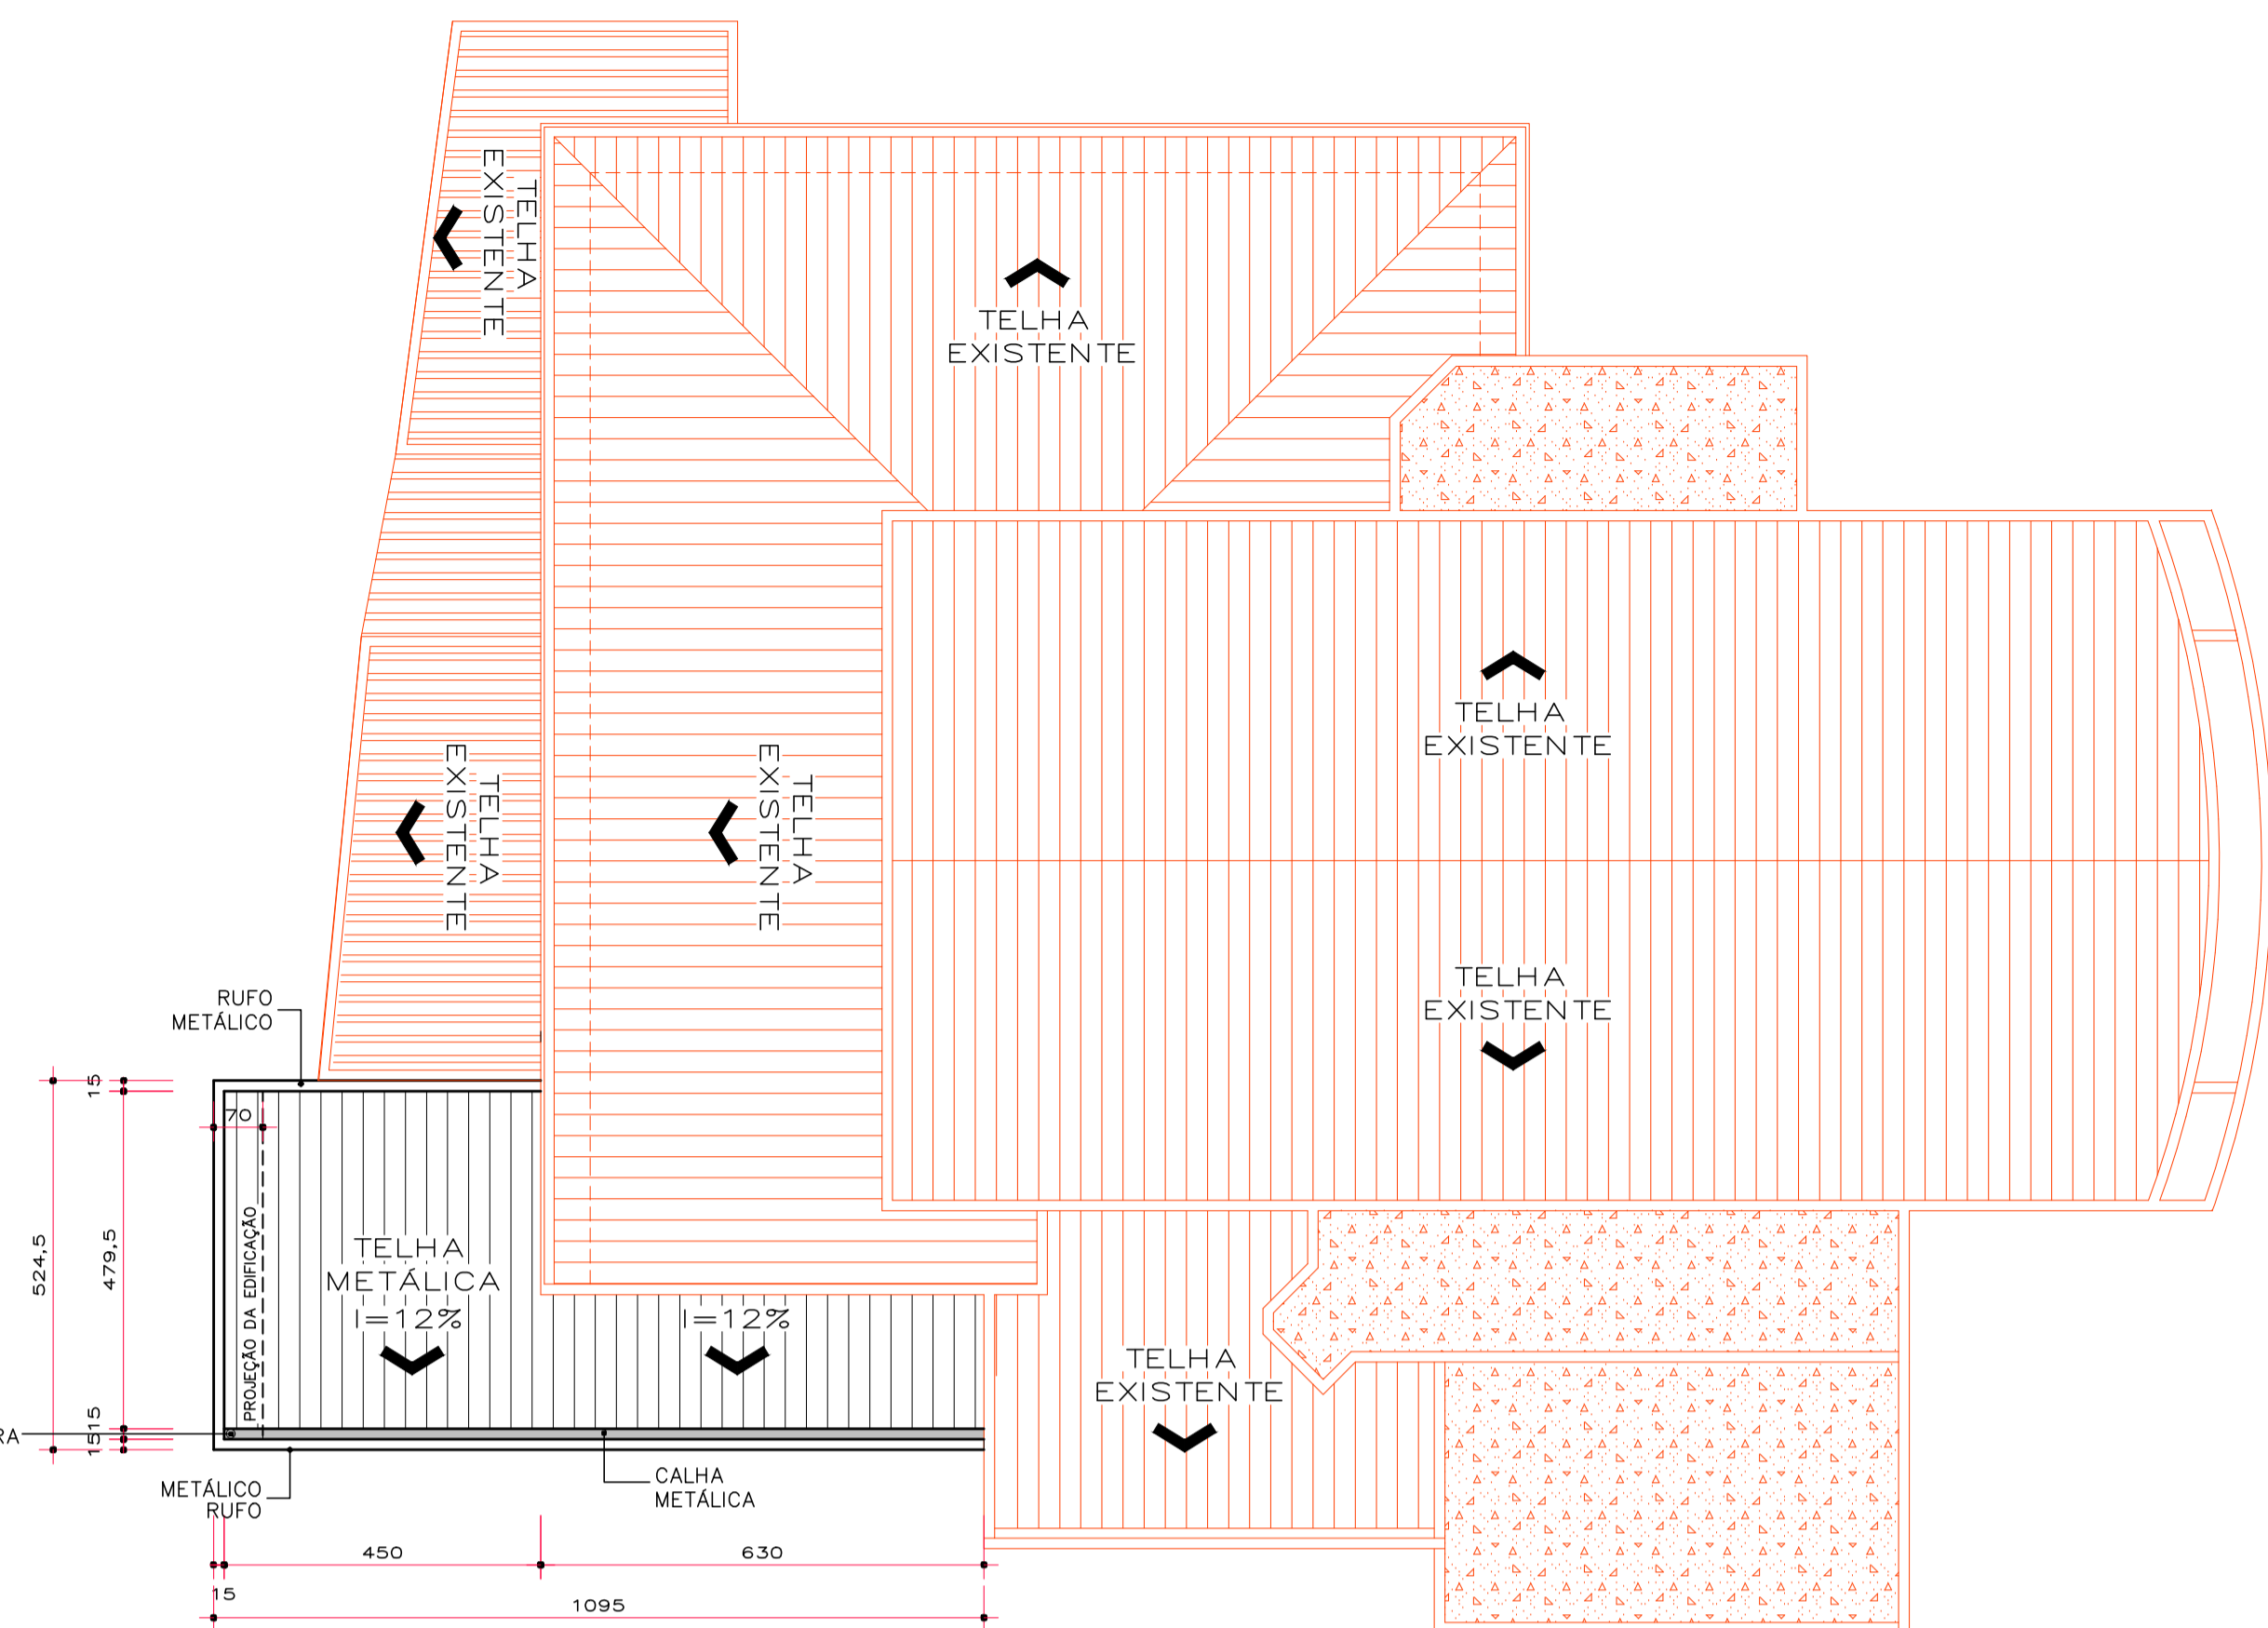 TELHA
EXISTENTE
TELHA
EXISTENTE
TELHA
EXISTENTE
TELHA
EXISTENTE
TELHA
EXISTENTE
TELHA
EXISTENTE
RUFO
METÁLICO
15
70
524,5
479,5
PROJEÇÃO DA EDIFICAÇÃO
TELHA
METÁLICA
I=12%
I=12%
TELHA
EXISTENTE
15
15
RA
METÁLICO
RUFO
CALHA
METÁLICA
450
630
15
1095